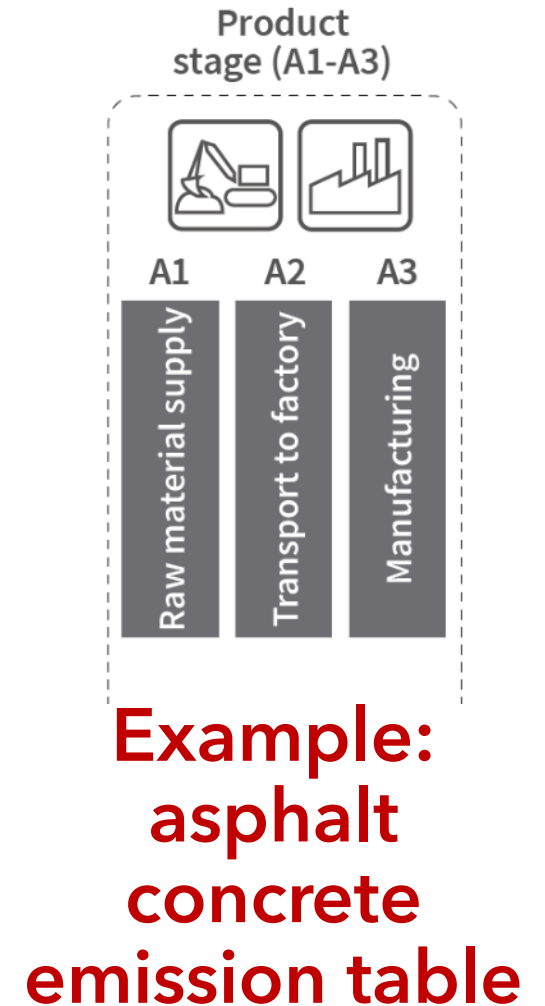 Product
stage (A1-A3)
A1
A2
A3
Raw material supply
Transport to factory
Manufacturing
Example:
asphalt
concrete
emission table